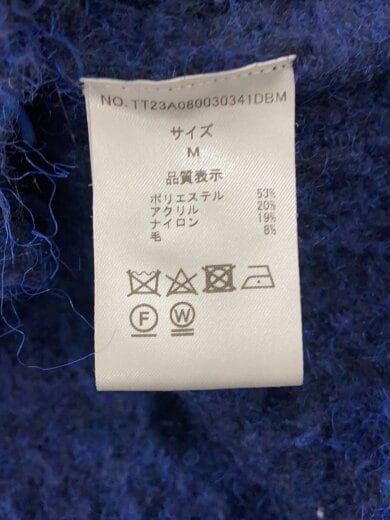 NO.TT23A080030341DBM
サイズ
M
品質表示
ポリエステル 53%
アクリル 20%
ナイロン 19%
毛 8%
F W